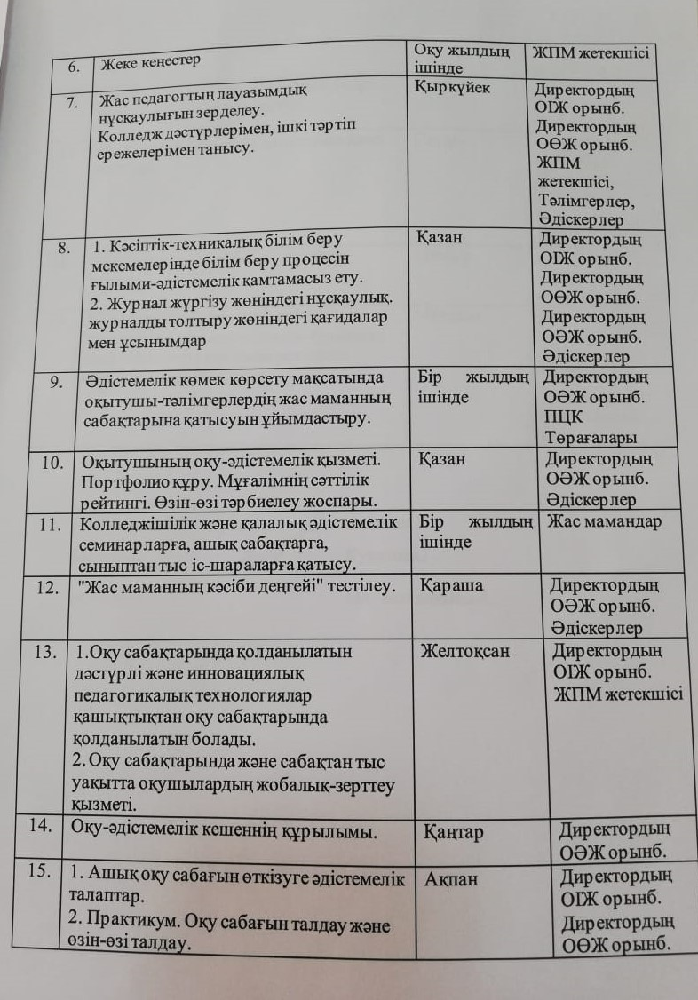 6. Жеке кеңестер Оқу жылдың ЖПМ жетекшісі
ішінде
7. Жас педагогтың лауазымдық Қыркүйек Директордың
нұсқаулығын зерделеу. ОІЖ орынб.
Колледж дәстүрлерімен, ішкі тәртіп Директордың
ережелерімен танысу. ОӨЖ орынб.
ЖПМ
жетекшісі,
Тәлімгерлер,
Әдіскерлер
8. 1. Кәсіптік-техникалық білім беру Қазан Директордың
мекемелерінде білім беру процесін ОІЖ орынб.
ғылыми-әдістемелік қамтамасыз ету. Директордың
2. Журнал жүргізу жөніндегі нұсқаулық. ОӨЖ орынб.
журналды толтыру жөніндегі қағидалар Директордың
мен ұсынымдар ОӘЖ орынб.
Әдіскерлер
9. Әдістемелік көмек көрсету мақсатында Бір жылдың Директордың
оқытушы-тәлімгерлердің жас маманның ішінде ОӘЖ орынб.
сабақтарына қатысуын ұйымдастыру. ПЦК
Төрағалары
10. Оқытушының оқу-әдістемелік қызметі. Қазан Директордың
Портфолио құру. Мұғалімнің сәттілік ОӘЖ орынб.
рейтингі. Өзін-өзі тәрбиелеу жоспары. Әдіскерлер
11. Колледжішілік және қалалық әдістемелік Бір жылдың Жас мамандар
семинарларға, ашық сабақтарға, ішінде
сыныптан тыс іс-шараларға қатысу.
12. "Жас маманның кәсіби деңгейі" тестілеу. Қараша Директордың
ОӘЖ орынб.
Әдіскерлер
13. 1.Оқу сабақтарында қолданылатын Желтоқсан Директордың
дәстүрлі және инновациялық ОІЖ орынб.
педагогикалық технологиялар ЖПМ жетекшісі
қашықтықтан оқу сабақтарында
қолданылатын болады.
2. Оқу сабақтарында және сабақтан тыс
уақытта оқушылардың жобалық-зерттеу
қызметі.
14. Оқу-әдістемелік кешеннің құрылымы. Қаңтар Директордың
ОӘЖ орынб.
15. 1. Ашық оқу сабағын өткізуге әдістемелік Ақпан Директордың
талаптар. ОІЖ орынб.
2. Практикум. Оқу сабағын талдау және Директордың
өзін-өзі талдау. ОӨЖ орынб.